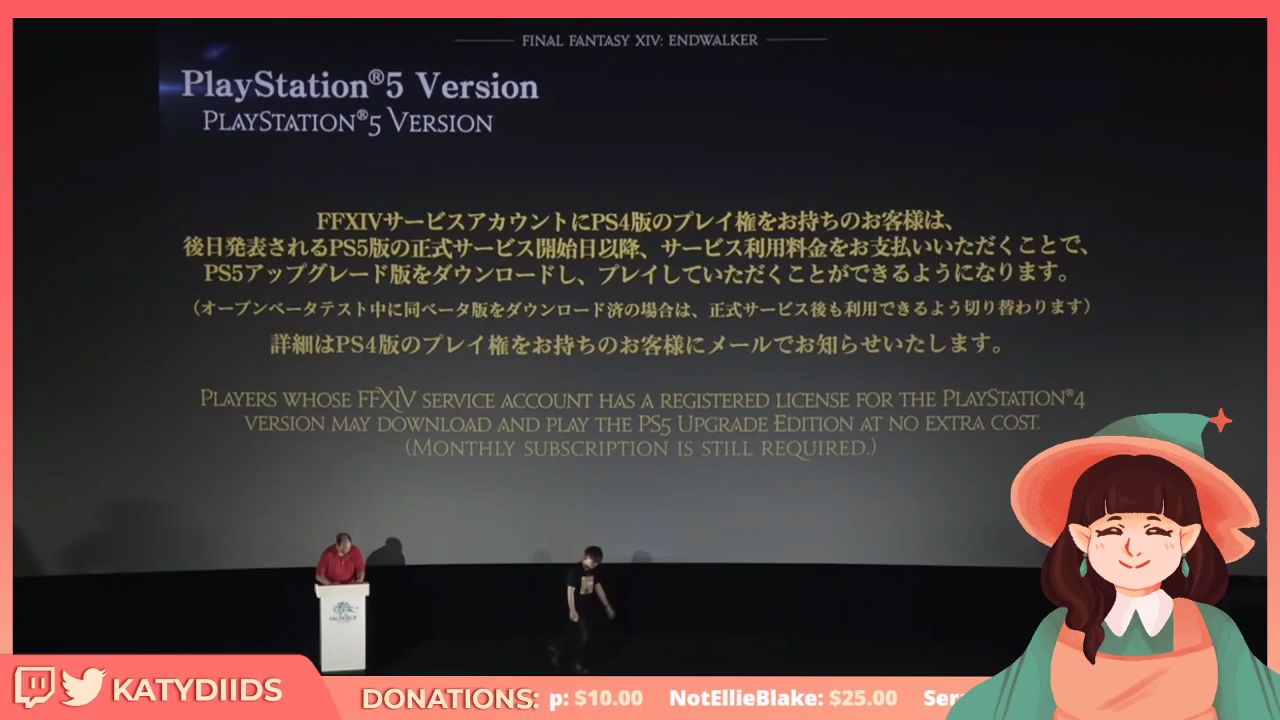 FINAL FANTASY XIV: ENDWALKER
PlayStation®5 Version
PlayStation®5 Version
FFXIVサービスアカウントにPS4版のプレイ権をお持ちのお客様は、
後日発表されるPS5版の正式サービス開始日以降、サービス利用料金をお支払いいただくことで、
PS5アップグレード版をダウンロードし、プレイしていただくことができるようになります。
（オープンベータテスト中に同ベータ版をダウンロード済の場合は、正式サービス後も利用できるよう切り替わります）
詳細はPS4版のプレイ権をお持ちのお客様にメールでお知らせいたします。
Players whose FFXIV service account has a registered license for the PlayStation®4
version may download and play the PS5 Upgrade Edition at no extra cost.
(Monthly subscription is still required.)
KATYDIIDS
DONATIONS: p: $10.00 NotEllieBlake: $25.00 Ser